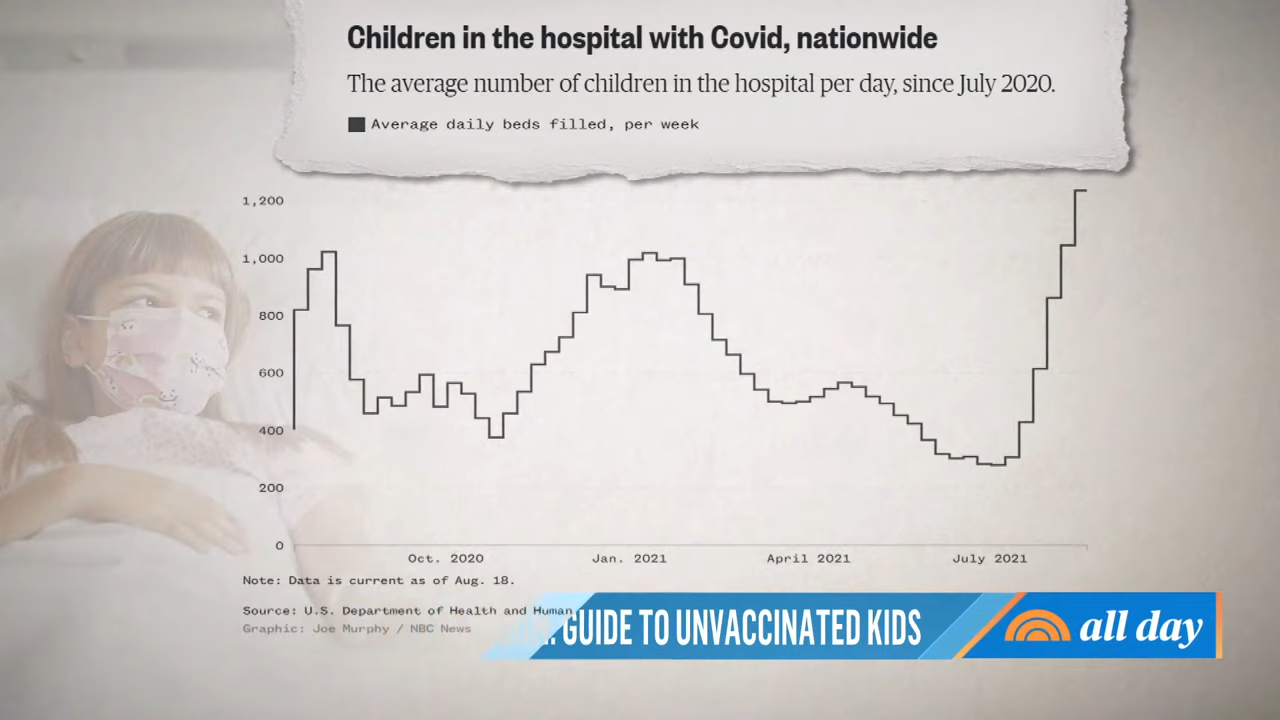 Children in the hospital with Covid, nationwide
The average number of children in the hospital per day, since July 2020.
Average daily beds filled, per week
1,200
1,000
800
600
400
200
0
Oct. 2020
Jan. 2021
April 2021
July 2021
Note: Data is current as of Aug. 18.
Source: U.S. Department of Health and Human
Graphic: Joe Murphy / NBC News
GUIDE TO UNVACCINATED KIDS
all day